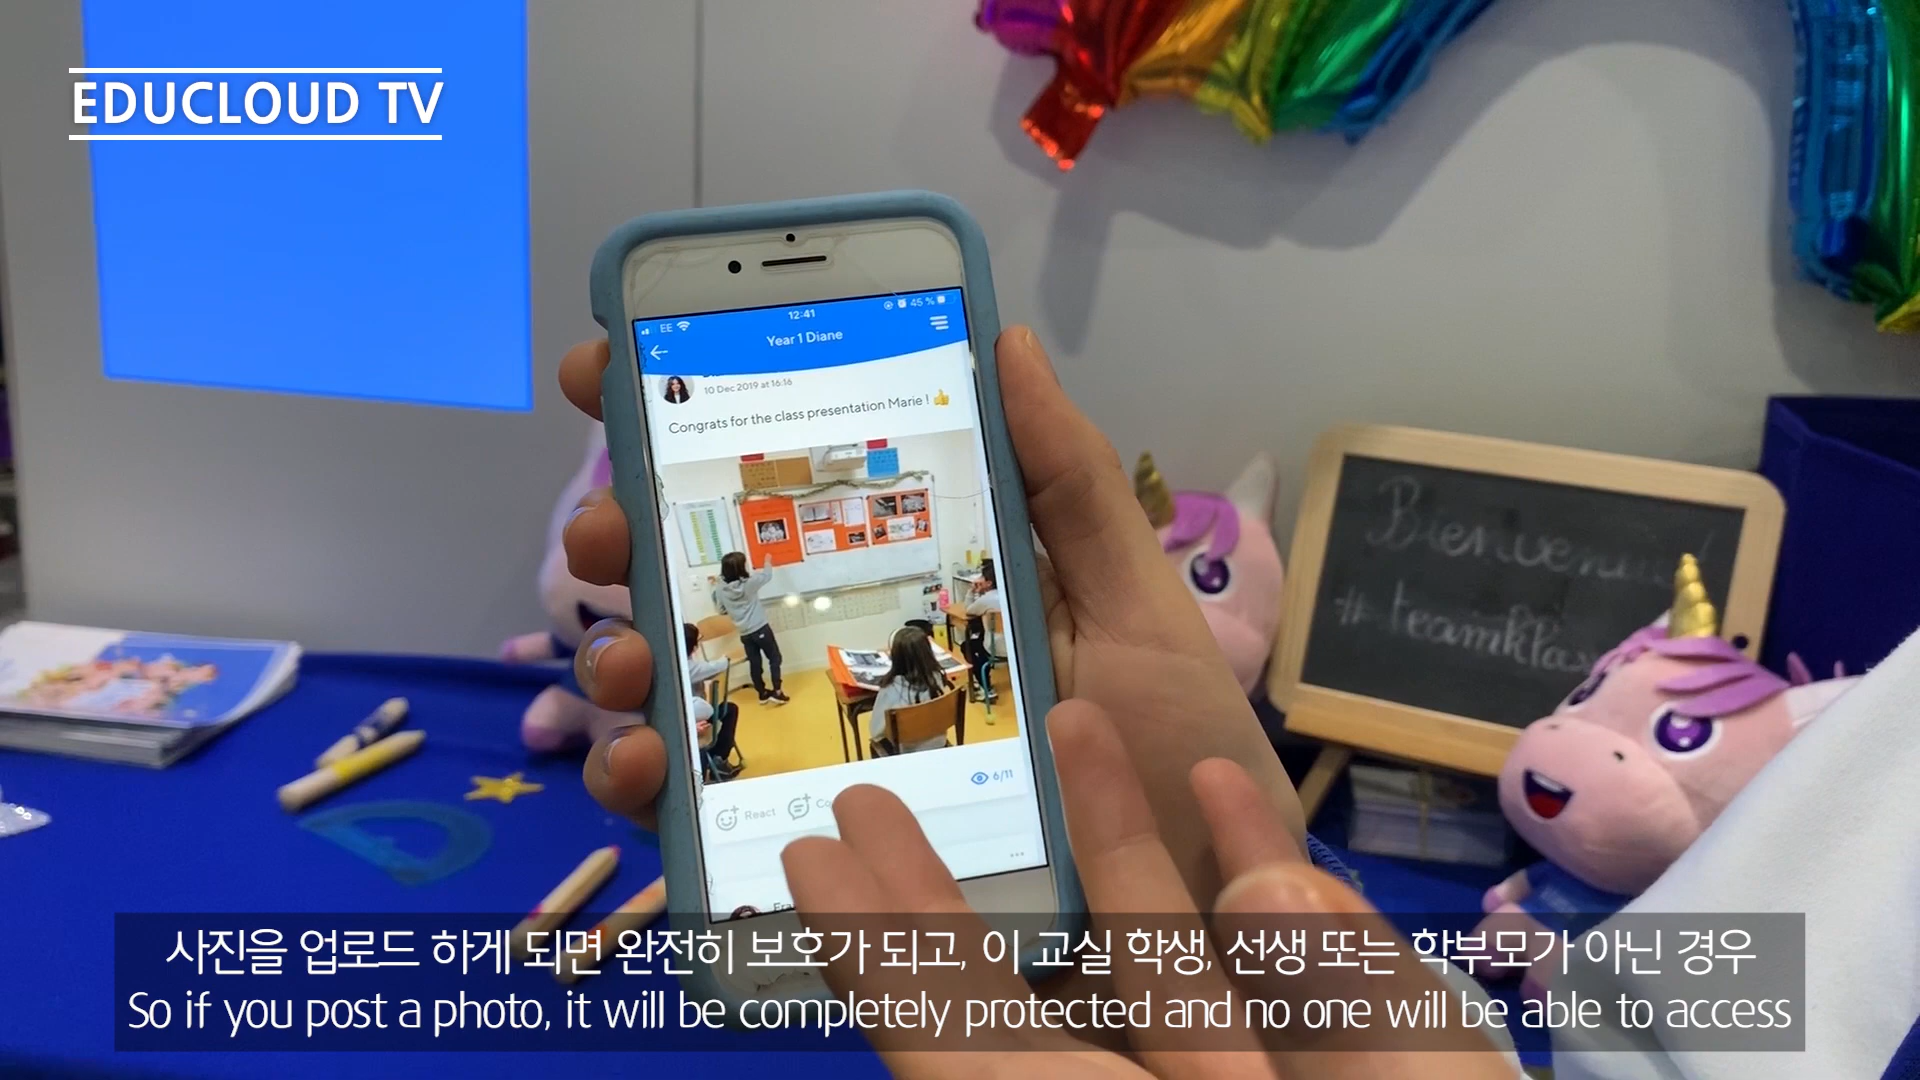 EDUCLOUD TV
EE
12:41
45 %
Year 1 Diane
10 Dec 2019 at 16:16
Congrats for the class presentation Marie ! 👍
6/11
React
Bienvenue
# teamkla
사진을 업로드 하게 되면 완전히 보호가 되고, 이 교실 학생, 선생 또는 학부모가 아닌 경우
So if you post a photo, it will be completely protected and no one will be able to access